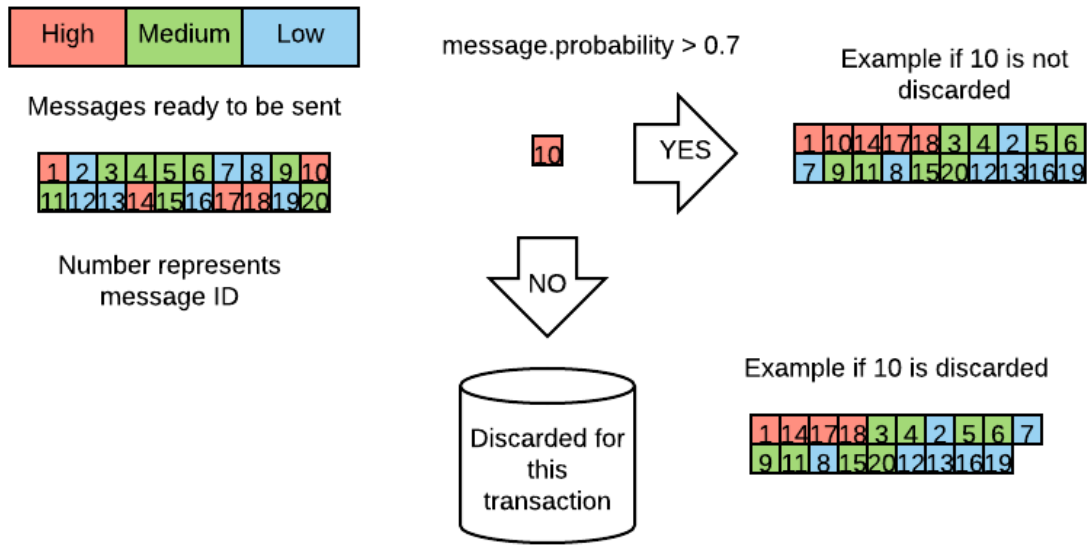 High Medium Low
Messages ready to be sent
1 2 3 4 5 6 7 8 9 10
11 12 13 14 15 16 17 18 19 20
Number represents
message ID
message.probability > 0.7
10
YES
NO
Discarded for
this
transaction
Example if 10 is not
discarded
1 10 14 17 18 3 4 2 5 6
7 9 11 8 15 20 12 13 16 19
Example if 10 is discarded
1 14 17 18 3 4 2 5 6 7
9 11 8 15 20 12 13 16 19